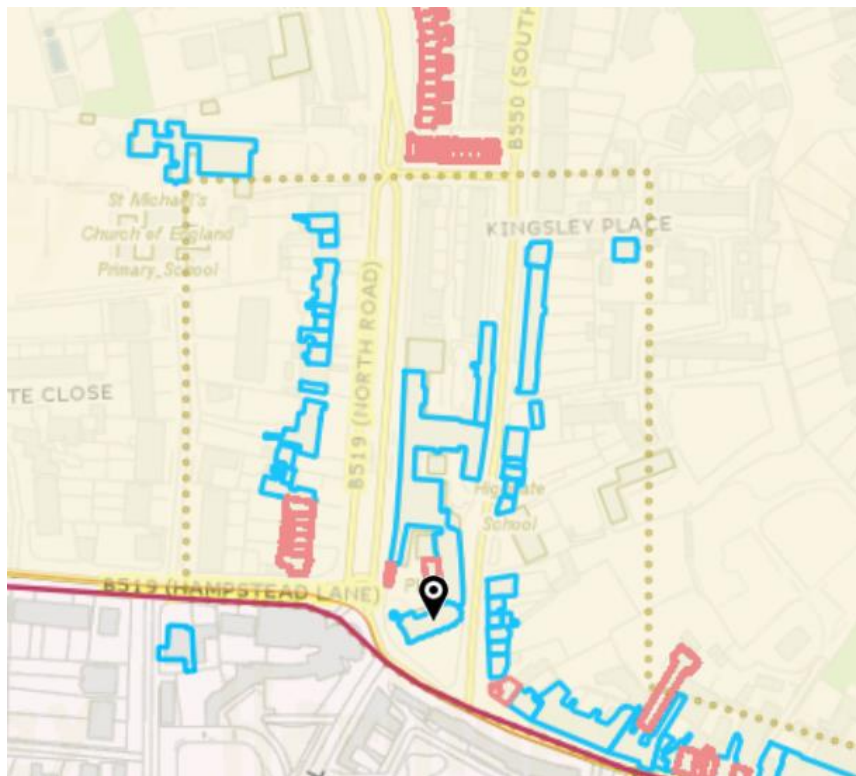 B550 (SOUTH
St Michael's
Church of England
Primary School
KINGSLEY PLACE
B519 (NORTH ROAD)
TE CLOSE
Highgate
School
B519 (HAMPSTEAD LANE)